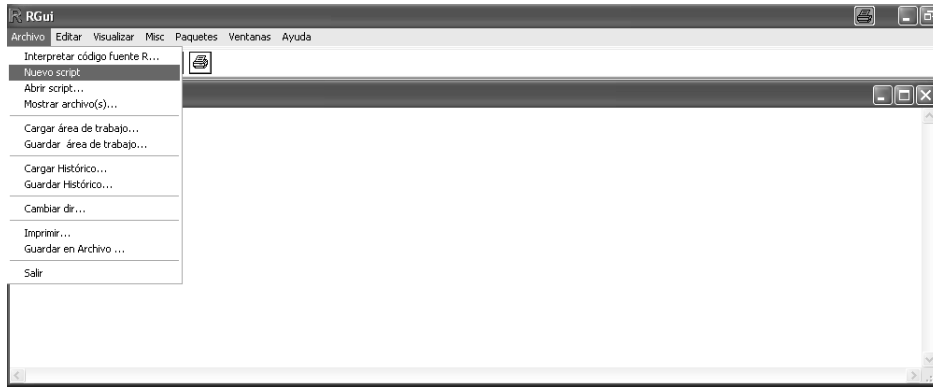 RGui
Archivo Editar Visualizar Misc Paquetes Ventanas Ayuda
Interpretar código fuente R...
Nuevo script
Abrir script...
Mostrar archivo(s)...
Cargar área de trabajo...
Guardar área de trabajo...
Cargar Histórico...
Guardar Histórico...
Cambiar dir...
Imprimir...
Guardar en Archivo ...
Salir